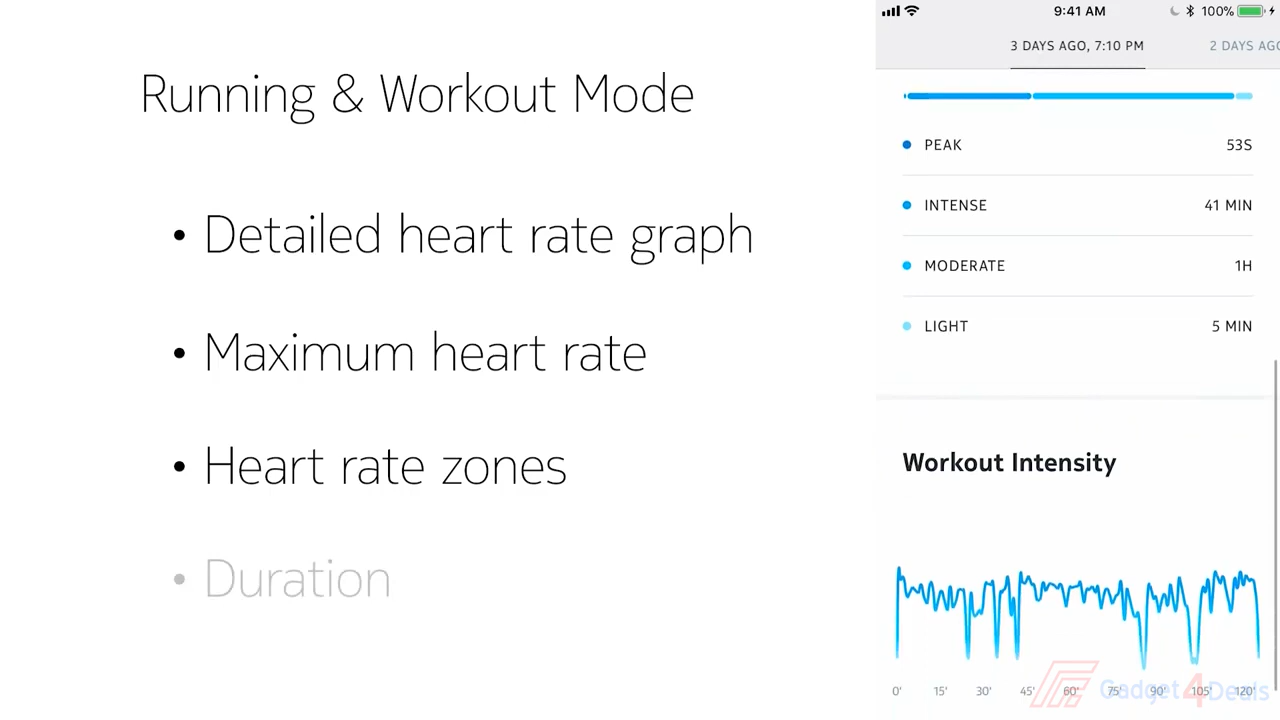 Running & Workout Mode
• Detailed heart rate graph
• Maximum heart rate
• Heart rate zones
• Duration
9:41 AM
100%
3 DAYS AGO, 7:10 PM
2 DAYS AGO
PEAK 53S
INTENSE 41 MIN
MODERATE 1H
LIGHT 5 MIN
Workout Intensity
0' 15' 30' 45' 60' 75' 90' 105' 120'
Gadget4Deals